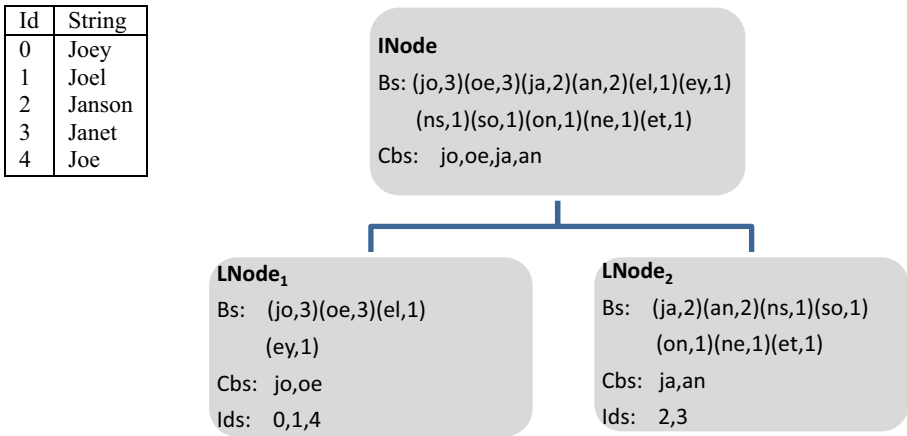 Id String
0 Joey
1 Joel
2 Janson
3 Janet
4 Joe
INode
Bs: (jo,3)(oe,3)(ja,2)(an,2)(el,1)(ey,1)
(ns,1)(so,1)(on,1)(ne,1)(et,1)
Cbs: jo,oe,ja,an
LNode₁
Bs: (jo,3)(oe,3)(el,1)
(ey,1)
Cbs: jo,oe
Ids: 0,1,4
LNode₂
Bs: (ja,2)(an,2)(ns,1)(so,1)
(on,1)(ne,1)(et,1)
Cbs: ja,an
Ids: 2,3